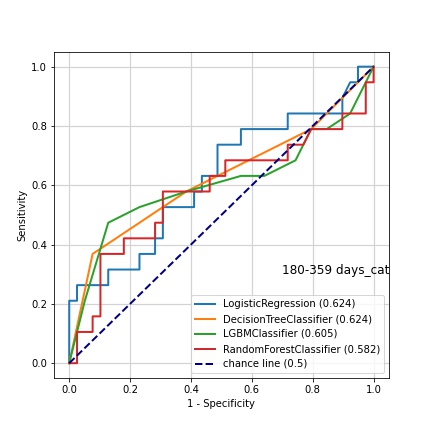 1.0
0.8
0.6
0.4
0.2
0.0
Sensitivity
180-359 days_cat
LogisticRegression (0.624)
DecisionTreeClassifier (0.624)
LGBMClassifier (0.605)
RandomForestClassifier (0.582)
chance line (0.5)
0.0 0.2 0.4 0.6 0.8 1.0
1 - Specificity